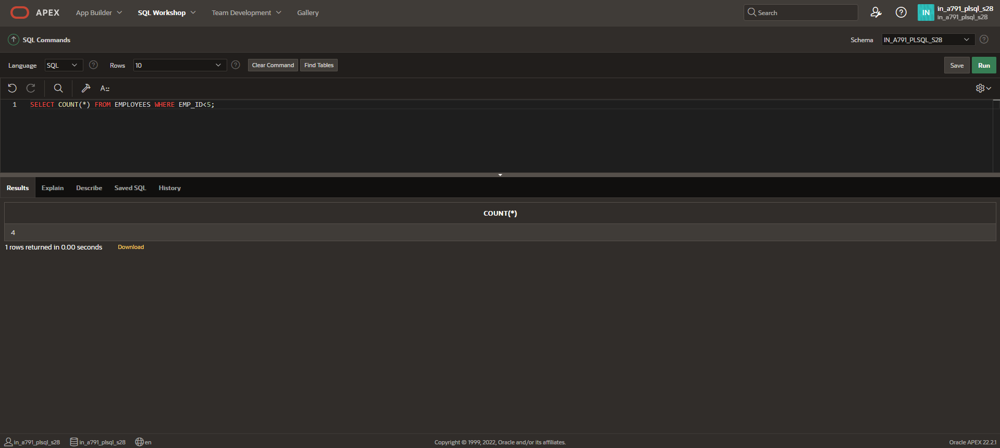 APEX App Builder SQL Workshop Team Development Gallery Search IN in_a791_plsql_s28
in_a791_plsql_s28
SQL Commands Schema IN_A791_PLSQL_S28
Language SQL Rows 10 Clear Command Find Tables Save Run
A::
1 SELECT COUNT(*) FROM EMPLOYEES WHERE EMP_ID<5;
Results Explain Describe Saved SQL History
COUNT(*)
4
1 rows returned in 0.00 seconds Download
in_a791_plsql_s28 in_a791_plsql_s28 en Copyright © 1999, 2022, Oracle and/or its affiliates. Oracle APEX 22.2.1